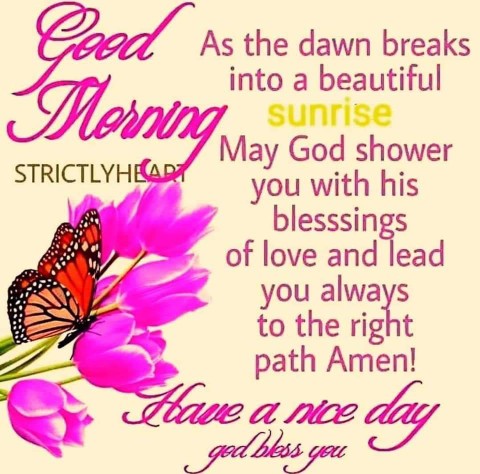 Good
Morning
STRICTLYHEART
As the dawn breaks
into a beautiful
sunrise
May God shower
you with his
blesssings
of love and lead
you always
to the right
path Amen!
Have a nice day
god bless you